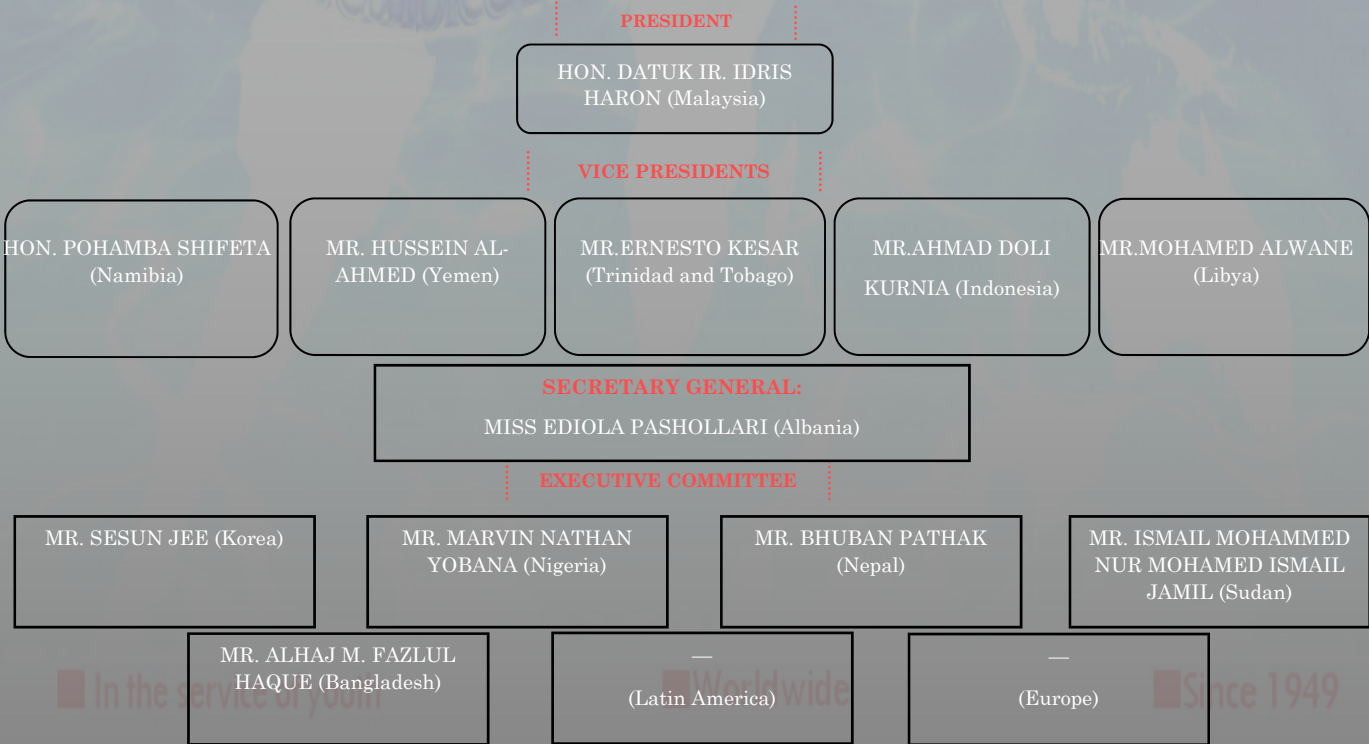 PRESIDENT
HON. DATUK IR. IDRIS
HARON (Malaysia)
VICE PRESIDENTS
HON. POHAMBA SHIFETA
(Namibia)
MR. HUSSEIN AL-
AHMED (Yemen)
MR.ERNESTO KESAR
(Trinidad and Tobago)
MR.AHMAD DOLI
KURNIA (Indonesia)
MR.MOHAMED ALWANE
(Libya)
SECRETARY GENERAL:
MISS EDIOLA PASHOLLARI (Albania)
EXECUTIVE COMMITTEE
MR. SESUN JEE (Korea)
MR. MARVIN NATHAN
YOBANA (Nigeria)
MR. BHUBAN PATHAK
(Nepal)
MR. ISMAIL MOHAMMED
NUR MOHAMED ISMAIL
JAMIL (Sudan)
MR. ALHAJ M. FAZLUL
HAQUE (Bangladesh)
—
(Latin America)
—
(Europe)
In the service of youth
Worldwide
Since 1949